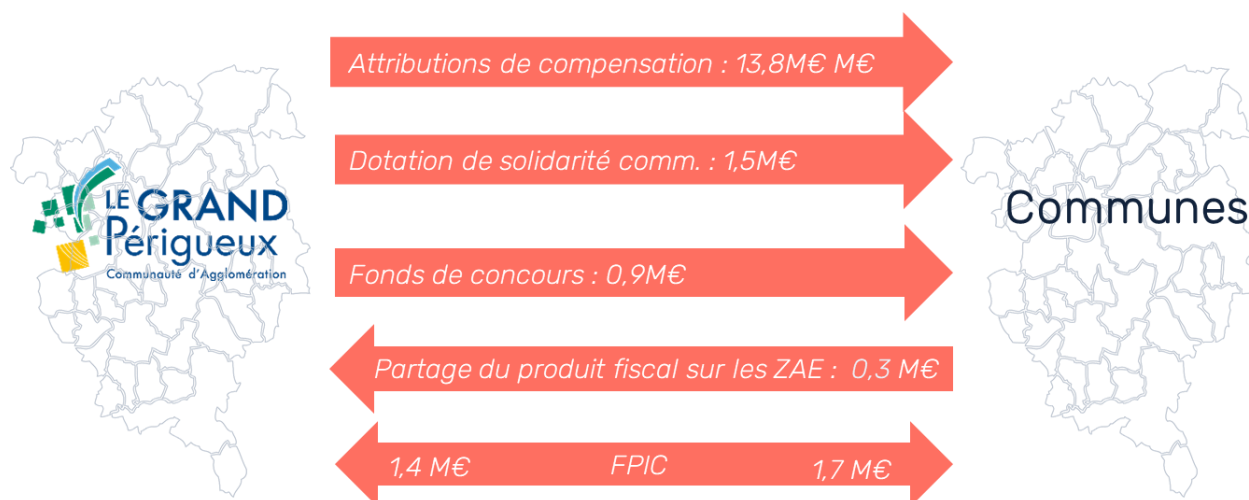 Attributions de compensation : 13,8M€ M€
Dotation de solidarité comm. : 1,5M€
LE GRAND
Périgueux
Communauté d'Agglomération
Communes
Fonds de concours : 0,9M€
Partage du produit fiscal sur les ZAE : 0,3 M€
1,4 M€ FPIC 1,7 M€